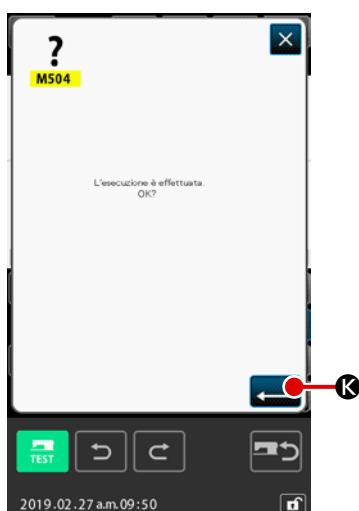 ?
M504
L'esecuzione è effettuata.
OK?
K
TEST
2019.02.27 a.m. 09:50